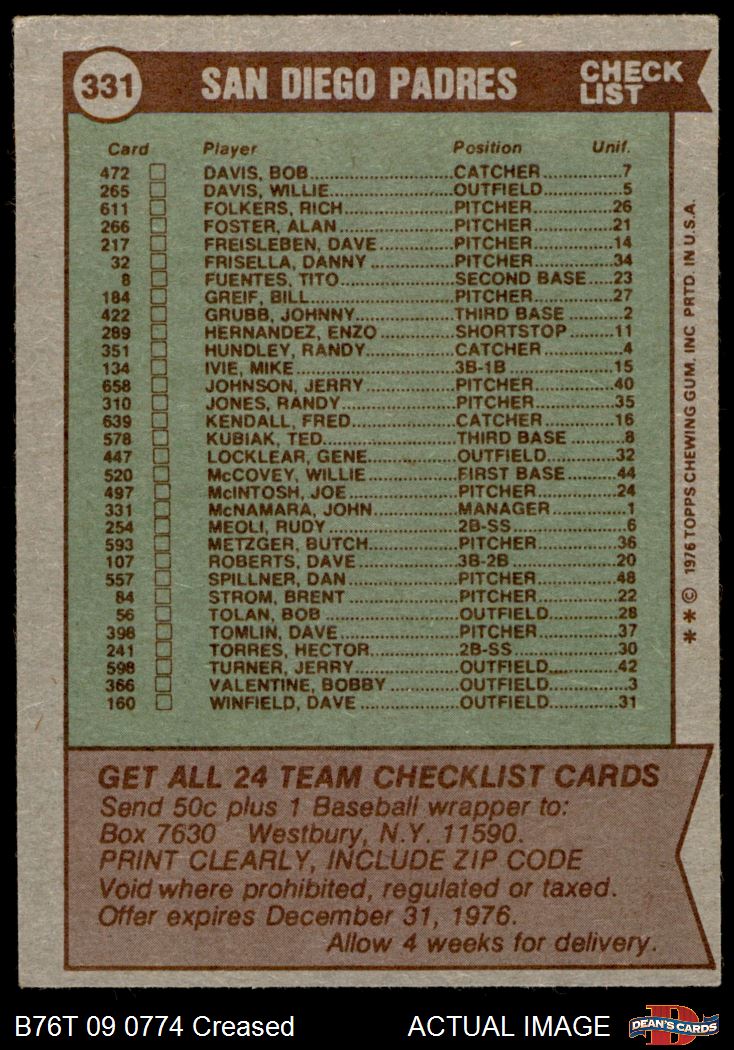 331 SAN DIEGO PADRES CHECK LIST
Card Player Position Unif.
472 DAVIS, BOB CATCHER 7
265 DAVIS, WILLIE OUTFIELD 5
611 FOLKERS, RICH PITCHER 26
266 FOSTER, ALAN PITCHER 21
217 FREISLEBEN, DAVE PITCHER 14
32 FRISELLA, DANNY PITCHER 34
8 FUENTES, TITO SECOND BASE 23
184 GREIF, BILL PITCHER 27
422 GRUBB, JOHNNY THIRD BASE 2
289 HERNANDEZ, ENZO SHORTSTOP 11
351 HUNDLEY, RANDY CATCHER 4
134 IVIE, MIKE 3B-1B 15
658 JOHNSON, JERRY PITCHER 40
310 JONES, RANDY PITCHER 35
639 KENDALL, FRED CATCHER 16
578 KUBIAK, TED THIRD BASE 8
447 LOCKLEAR, GENE OUTFIELD 32
520 McCOVEY, WILLIE FIRST BASE 44
497 McINTOSH, JOE PITCHER 24
331 McNAMARA, JOHN MANAGER 1
254 MEOLI, RUDY 2B-SS 6
593 METZGER, BUTCH PITCHER 36
107 ROBERTS, DAVE 3B-2B 20
557 SPILLNER, DAN PITCHER 48
84 STROM, BRENT PITCHER 22
56 TOLAN, BOB OUTFIELD 28
398 TOMLIN, DAVE PITCHER 37
241 TORRES, HECTOR 2B-SS 30
598 TURNER, JERRY OUTFIELD 42
366 VALENTINE, BOBBY OUTFIELD 3
160 WINFIELD, DAVE OUTFIELD 31
** © 1976 TOPPS CHEWING GUM, INC PRTD. IN U.S.A.
GET ALL 24 TEAM CHECKLIST CARDS
Send 50c plus 1 Baseball wrapper to:
Box 7630 Westbury, N.Y. 11590.
PRINT CLEARLY, INCLUDE ZIP CODE
Void where prohibited, regulated or taxed.
Offer expires December 31, 1976.
Allow 4 weeks for delivery.
B76T 09 0774 Creased ACTUAL IMAGE D DEAN'S CARDS